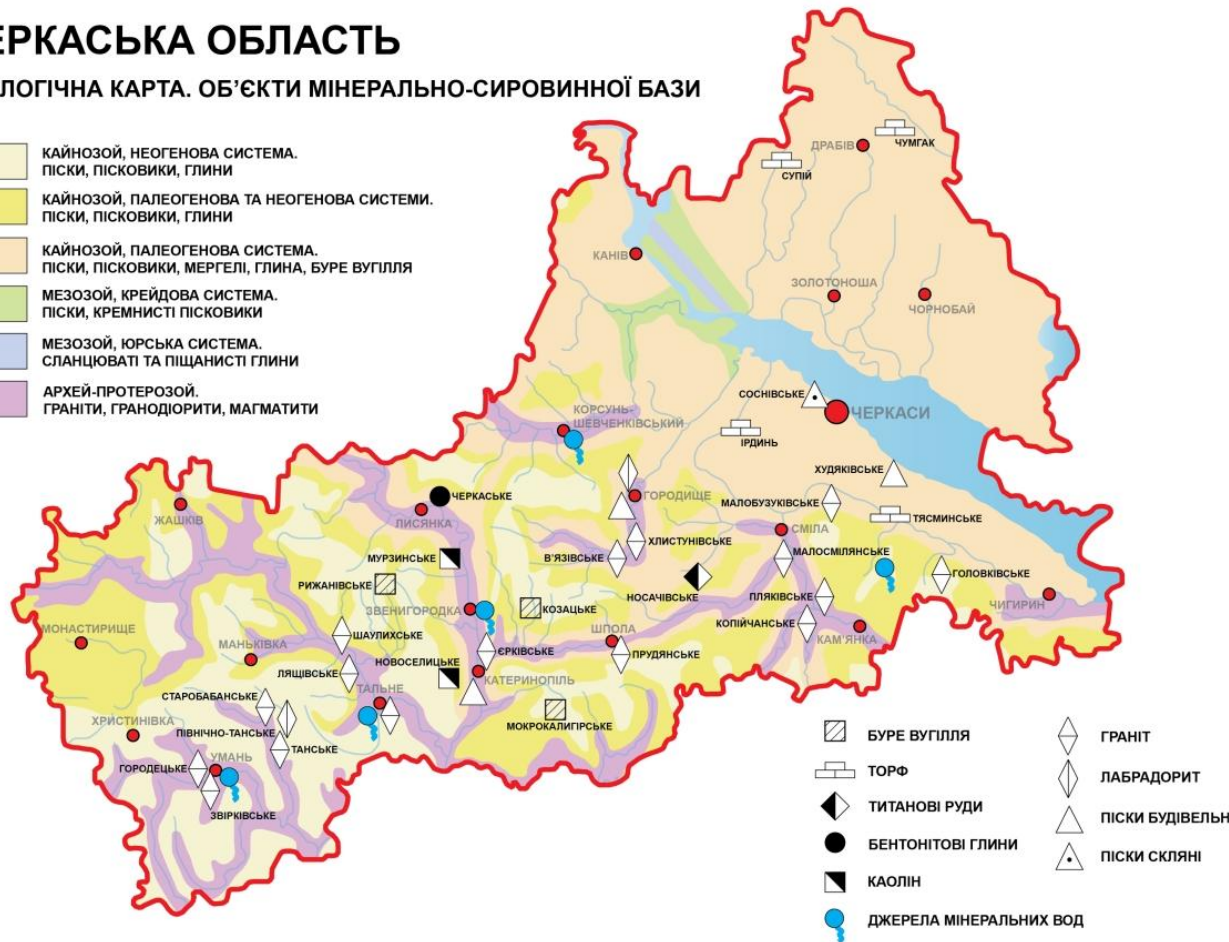 ЕРКАСЬКА ОБЛАСТЬ
ЛОГІЧНА КАРТА. ОБ’ЄКТИ МІНЕРАЛЬНО-СИРОВИННОЇ БАЗИ
КАЙНОЗОЙ, НЕОГЕНОВА СИСТЕМА.
ПІСКИ, ПІСКОВИКИ, ГЛИНИ
КАЙНОЗОЙ, ПАЛЕОГЕНОВА ТА НЕОГЕНОВА СИСТЕМИ.
ПІСКИ, ПІСКОВИКИ, ГЛИНИ
КАЙНОЗОЙ, ПАЛЕОГЕНОВА СИСТЕМА.
ПІСКИ, ПІСКОВИКИ, МЕРГЕЛІ, ГЛИНА, БУРЕ ВУГІЛЛЯ
МЕЗОЗОЙ, КРЕЙДОВА СИСТЕМА.
ПІСКИ, КРЕМНИСТІ ПІСКОВИКИ
МЕЗОЗОЙ, ЮРСЬКА СИСТЕМА.
СЛАНЦЮВАТІ ТА ПІЩАНИСТІ ГЛИНИ
АРХЕЙ-ПРОТЕРОЗОЙ.
ГРАНІТИ, ГРАНОДІОРИТИ, МАГМАТИТИ
ДРАБІВ
ЧУМГАК
СУПІЙ
КАНІВ
ЗОЛОТОНОША
ЧОРНОБАЙ
СОСНІВСЬКЕ
ЧЕРКАСИ
КОРСУНЬ-
ШЕВЧЕНКІВСЬКИЙ
ІРДИНЬ
ХУДЯКІВСЬКЕ
ЧЕРКАСЬКЕ
ГОРОДИЩЕ
МАЛОБУЗУКІВСЬКЕ
ЖАШКІВ
ЛИСЯНКА
ТЯСМИНСЬКЕ
СМІЛА
ХЛИСТУНІВСЬКЕ
МУРЗИНСЬКЕ
В'ЯЗІВСЬКЕ
МАЛОСМІЛЯНСЬКЕ
РИЖАНІВСЬКЕ
ГОЛОВКІВСЬКЕ
НОСАЧІВСЬКЕ
ПЛЯКІВСЬКЕ
ЧИГИРИН
ЗВЕНИГОРОДКА
КОЗАЦЬКЕ
КОПІЙЧАНСЬКЕ
МОНАСТИРИЩЕ
ШПОЛА
ШАУЛИХСЬКЕ
КАМ'ЯНКА
МАНЬКІВКА
ЄРКІВСЬКЕ
ПРУДЯНСЬКЕ
НОВОСЕЛИЦЬКЕ
ЛЯЩІВСЬКЕ
КАТЕРИНОПІЛЬ
ТАЛЬНЕ
СТАРОБАБАНСЬКЕ
ХРИСТИНІВКА
МОКРОКАЛИГІРСЬКЕ
ПІВНІЧНО-ТАНСЬКЕ
ТАНСЬКЕ
УМАНЬ
ГОРОДЕЦЬКЕ
ЗВІРКІВСЬКЕ
БУРЕ ВУГІЛЛЯ
ТОРФ
ТИТАНОВІ РУДИ
БЕНТОНІТОВІ ГЛИНИ
КАОЛІН
ДЖЕРЕЛА МІНЕРАЛЬНИХ ВОД
ГРАНІТ
ЛАБРАДОРИТ
ПІСКИ БУДІВЕЛЬН
ПІСКИ СКЛЯНІ